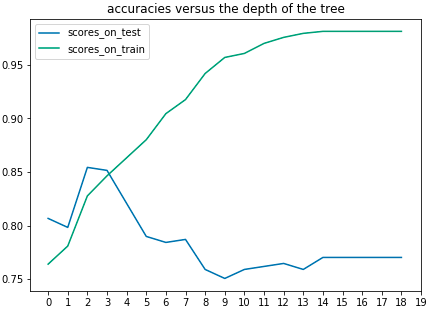 accuracies versus the depth of the tree
scores_on_test
scores_on_train
0.95
0.90
0.85
0.80
0.75
0 1 2 3 4 5 6 7 8 9 10 11 12 13 14 15 16 17 18 19